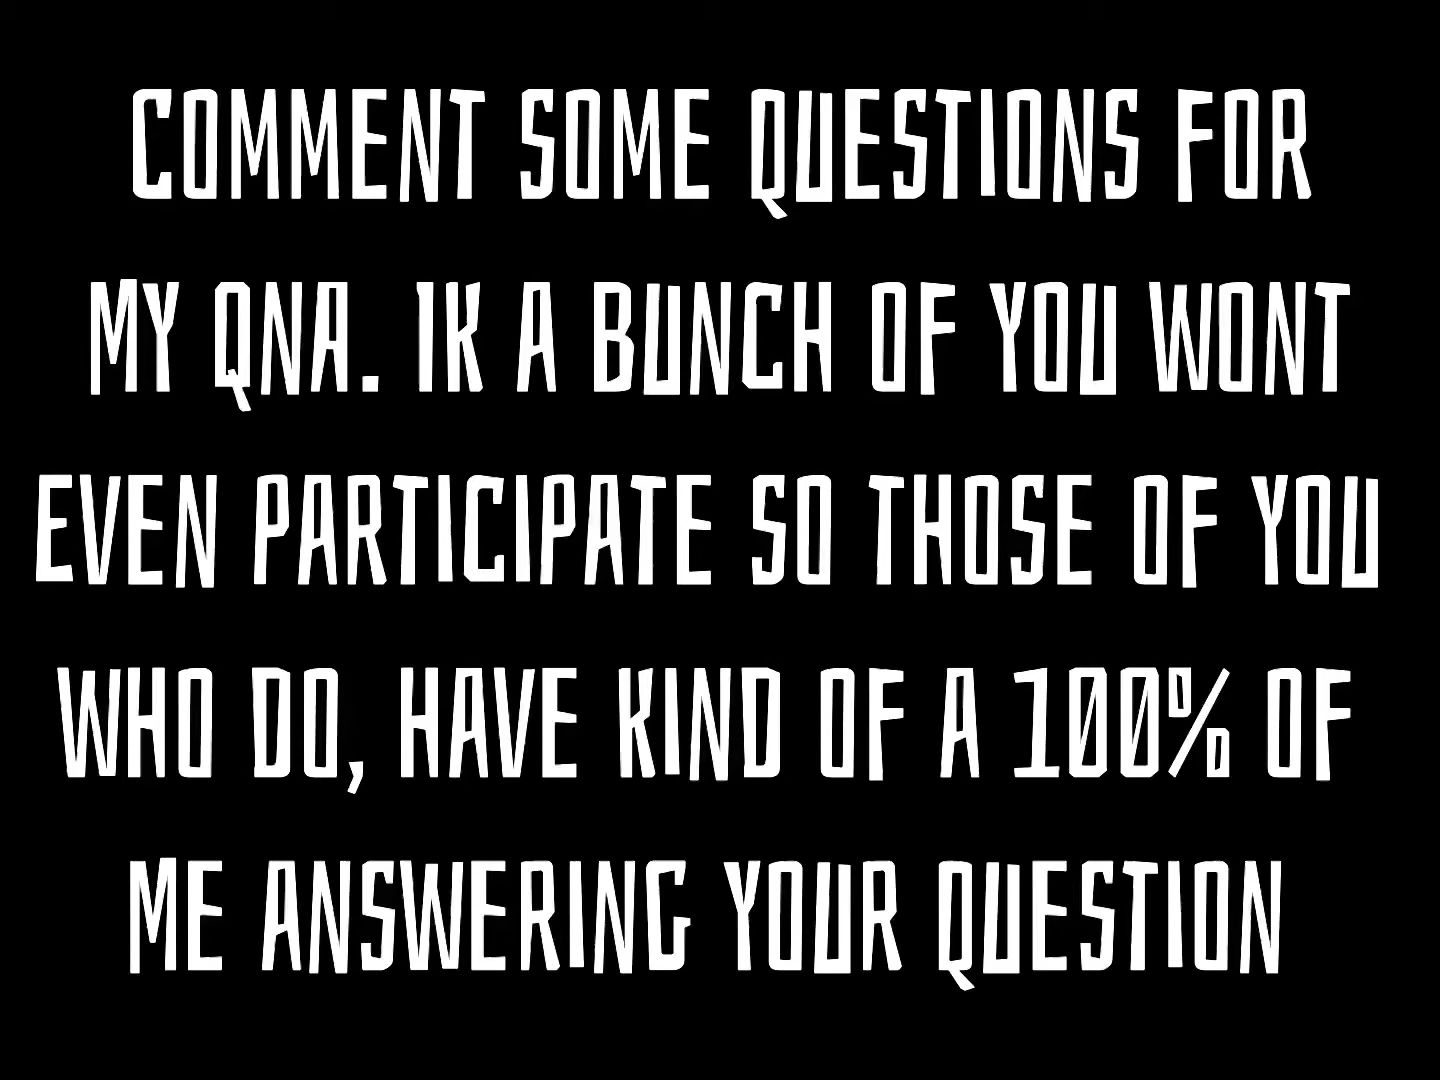 COMMENT SOME QUESTIONS FOR
MY QNA. IK A BUNCH OF YOU WONT
EVEN PARTICIPATE SO THOSE OF YOU
WHO DO, HAVE KIND OF A 100% OF
ME ANSWERING YOUR QUESTION